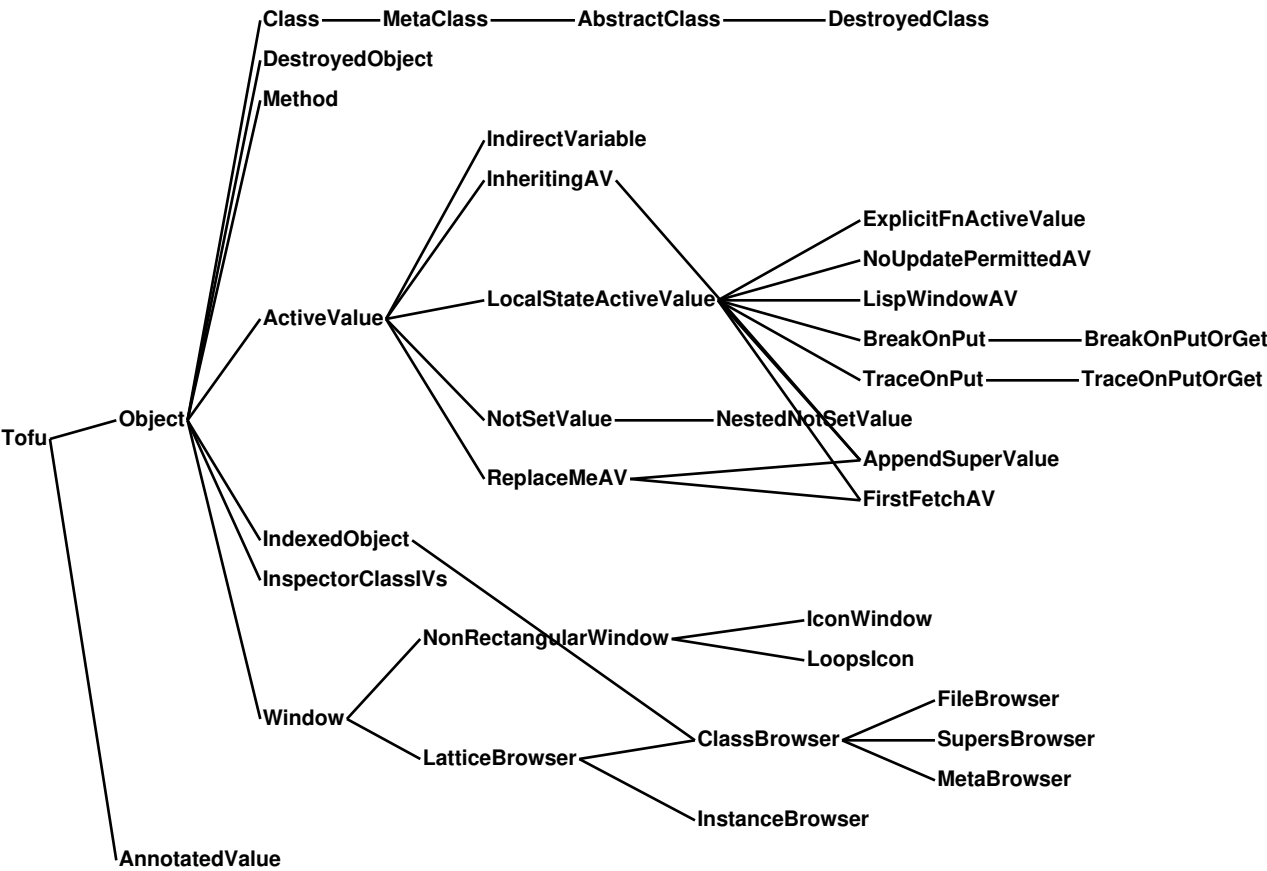 Class MetaClass AbstractClass DestroyedClass
DestroyedObject
Method
IndirectVariable
InheritingAV
ExplicitFnActiveValue
NoUpdatePermittedAV
LocalStateActiveValue LispWindowAV
ActiveValue
BreakOnPut BreakOnPutOrGet
TraceOnPut TraceOnPutOrGet
Object NotSetValue NestedNotSetValue
Tofu
AppendSuperValue
ReplaceMeAV
FirstFetchAV
IndexedObject
InspectorClassIVs
IconWindow
NonRectangularWindow
LoopsIcon
FileBrowser
Window
ClassBrowser SupersBrowser
LatticeBrowser
MetaBrowser
InstanceBrowser
AnnotatedValue